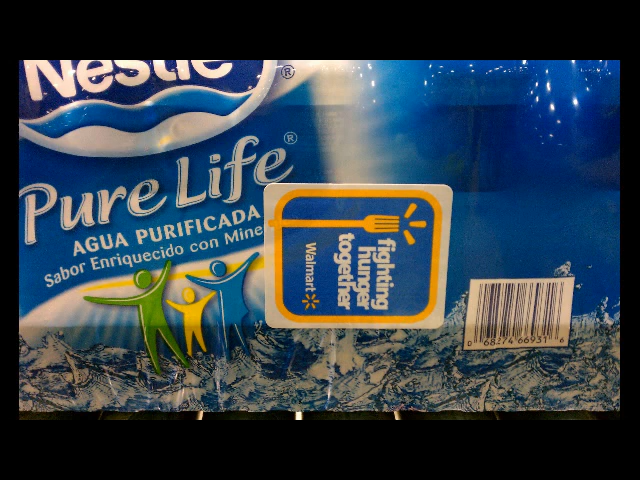 Nestlé®
Pure Life®
AGUA PURIFICADA
Sabor Enriquecido con Mine
fighting
hunger
together
Walmart
0 68274 66931 6